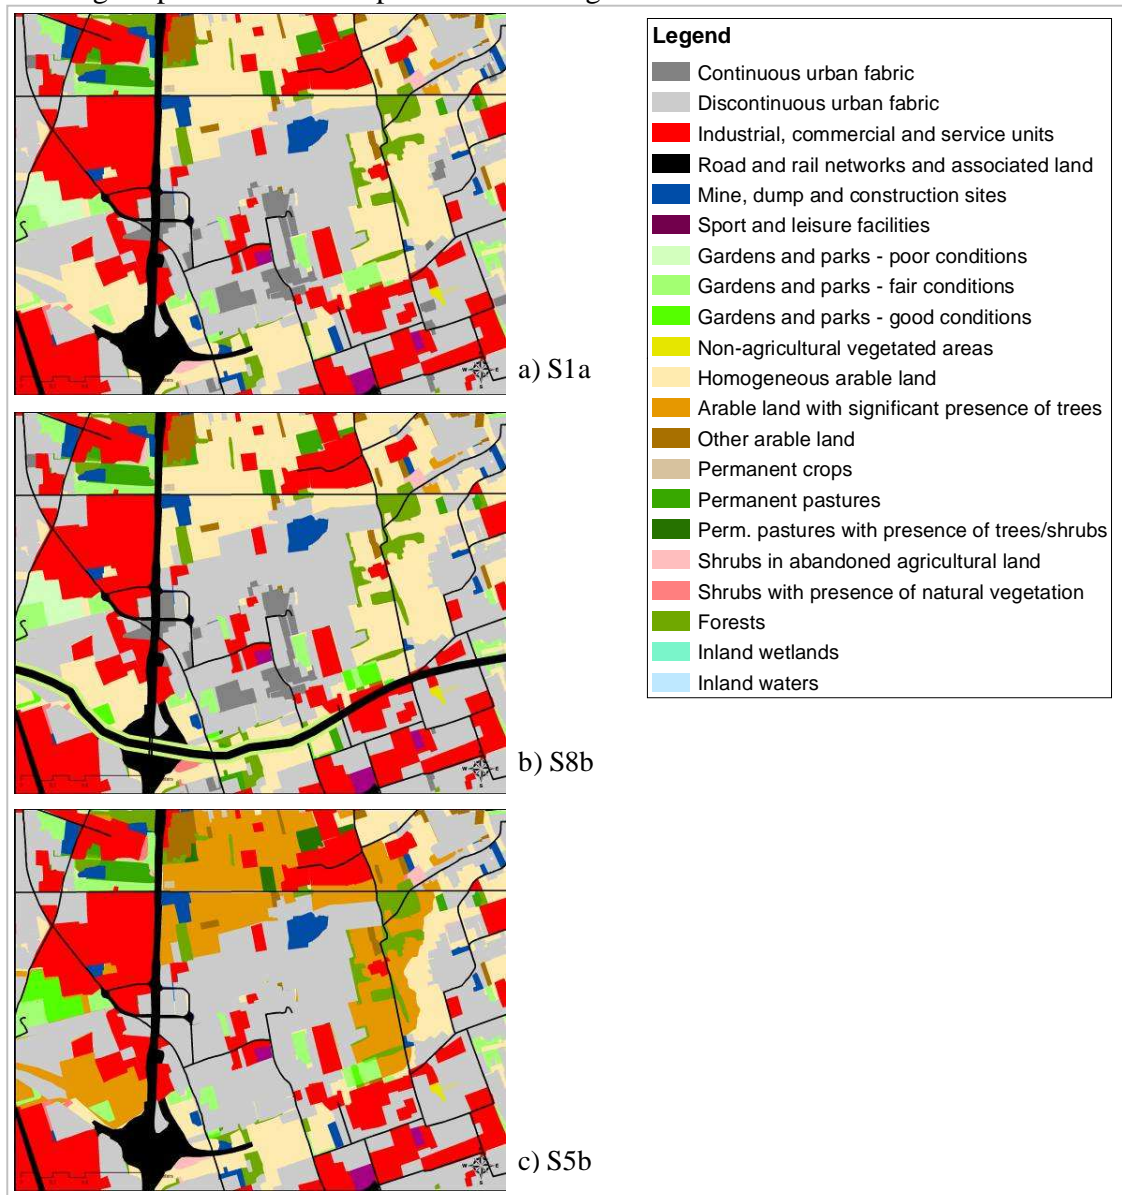 Legend
Continuous urban fabric
Discontinuous urban fabric
Industrial, commercial and service units
Road and rail networks and associated land
Mine, dump and construction sites
Sport and leisure facilities
Gardens and parks - poor conditions
Gardens and parks - fair conditions
Gardens and parks - good conditions
Non-agricultural vegetated areas
Homogeneous arable land
Arable land with significant presence of trees
Other arable land
Permanent crops
Permanent pastures
Perm. pastures with presence of trees/shrubs
Shrubs in abandoned agricultural land
Shrubs with presence of natural vegetation
Forests
Inland wetlands
Inland waters
a) S1a
b) S8b
c) S5b